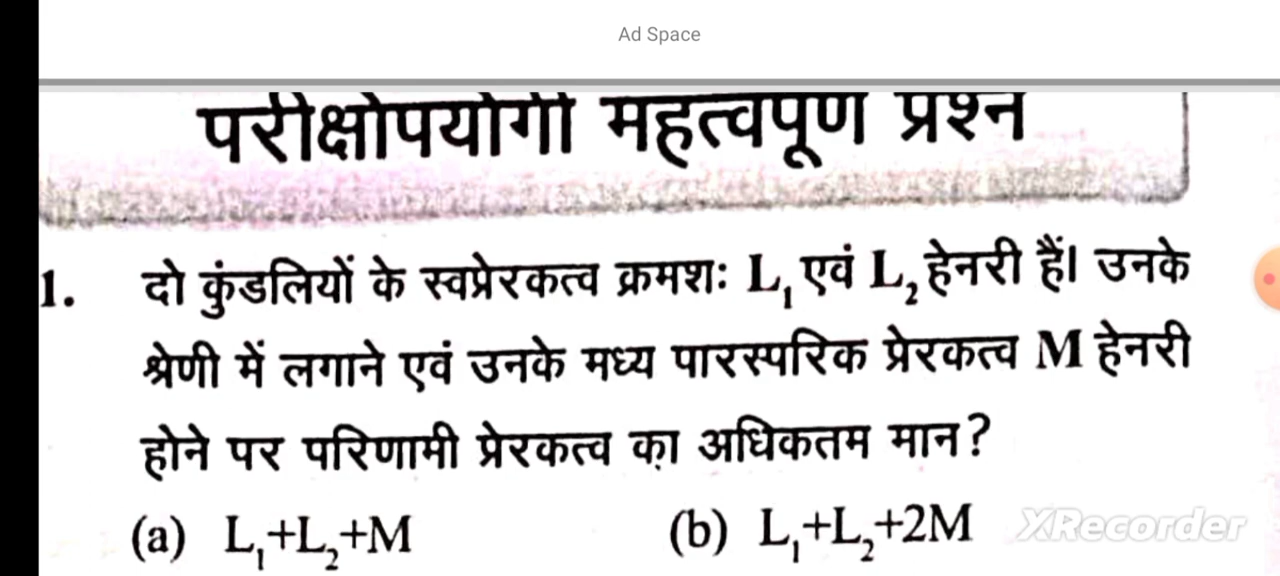 Ad Space
परीक्षोपयोगी महत्वपूर्ण प्रश्न
1. दो कुंडलियों के स्वप्रेरकत्व क्रमशः L₁ एवं L₂ हेनरी हैं। उनके
श्रेणी में लगाने एवं उनके मध्य पारस्परिक प्रेरकत्व M हेनरी
होने पर परिणामी प्रेरकत्व का अधिकतम मान?
(a) L₁+L₂+M (b) L₁+L₂+2M
XRecorder